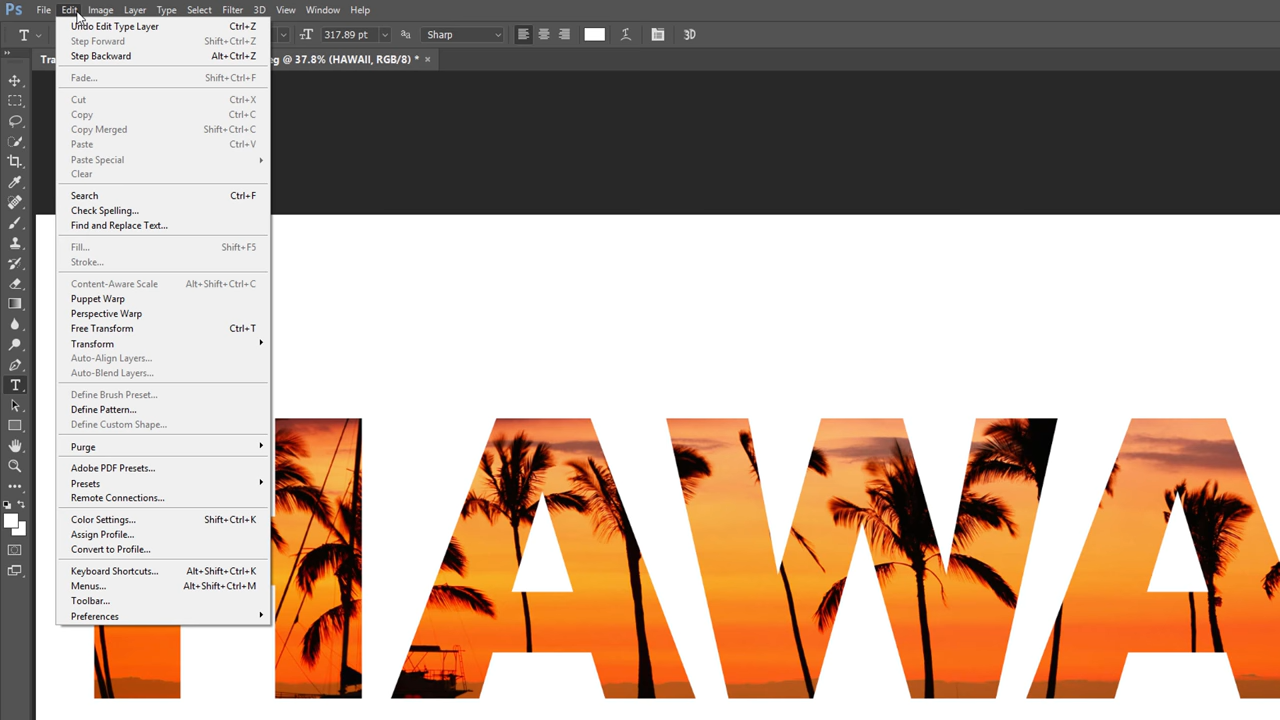 Ps File Edit Image Layer Type Select Filter 3D View Window Help
T 317.89 pt aa Sharp 3D
Tra eg @ 37.8% (HAWAII, RGB/8) * ×
Undo Edit Type Layer Ctrl+Z
Step Forward Shift+Ctrl+Z
Step Backward Alt+Ctrl+Z
Fade... Shift+Ctrl+F
Cut Ctrl+X
Copy Ctrl+C
Copy Merged Shift+Ctrl+C
Paste Ctrl+V
Paste Special
Clear
Search Ctrl+F
Check Spelling...
Find and Replace Text...
Fill... Shift+F5
Stroke...
Content-Aware Scale Alt+Shift+Ctrl+C
Puppet Warp
Perspective Warp
Free Transform Ctrl+T
Transform
Auto-Align Layers...
Auto-Blend Layers...
Define Brush Preset...
Define Pattern...
Define Custom Shape...
Purge
Adobe PDF Presets...
Presets
Remote Connections...
Color Settings... Shift+Ctrl+K
Assign Profile...
Convert to Profile...
Keyboard Shortcuts... Alt+Shift+Ctrl+K
Menus... Alt+Shift+Ctrl+M
Toolbar...
Preferences
HAWA